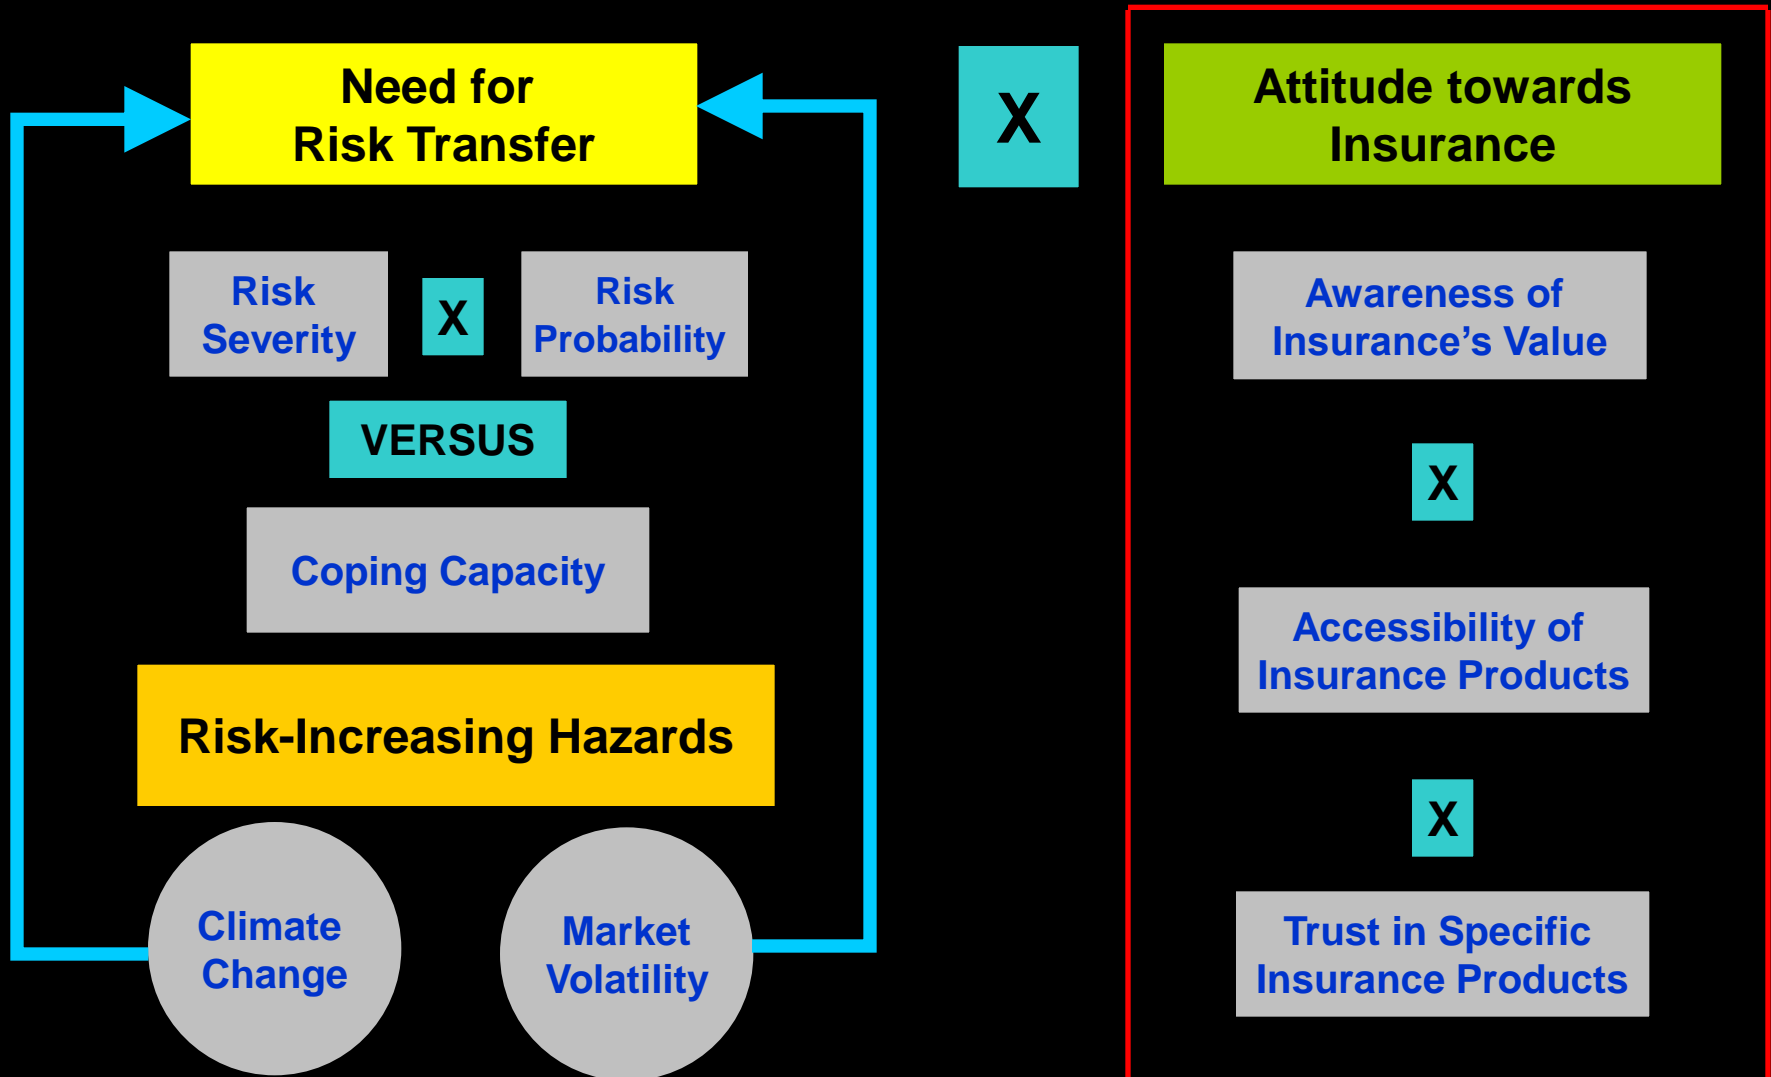 Need for
Risk Transfer
X
Attitude towards
Insurance
Risk
Severity
X
Risk
Probability
VERSUS
Coping Capacity
Risk-Increasing Hazards
Climate
Change
Market
Volatility
Awareness of
Insurance’s Value
X
Accessibility of
Insurance Products
X
Trust in Specific
Insurance Products